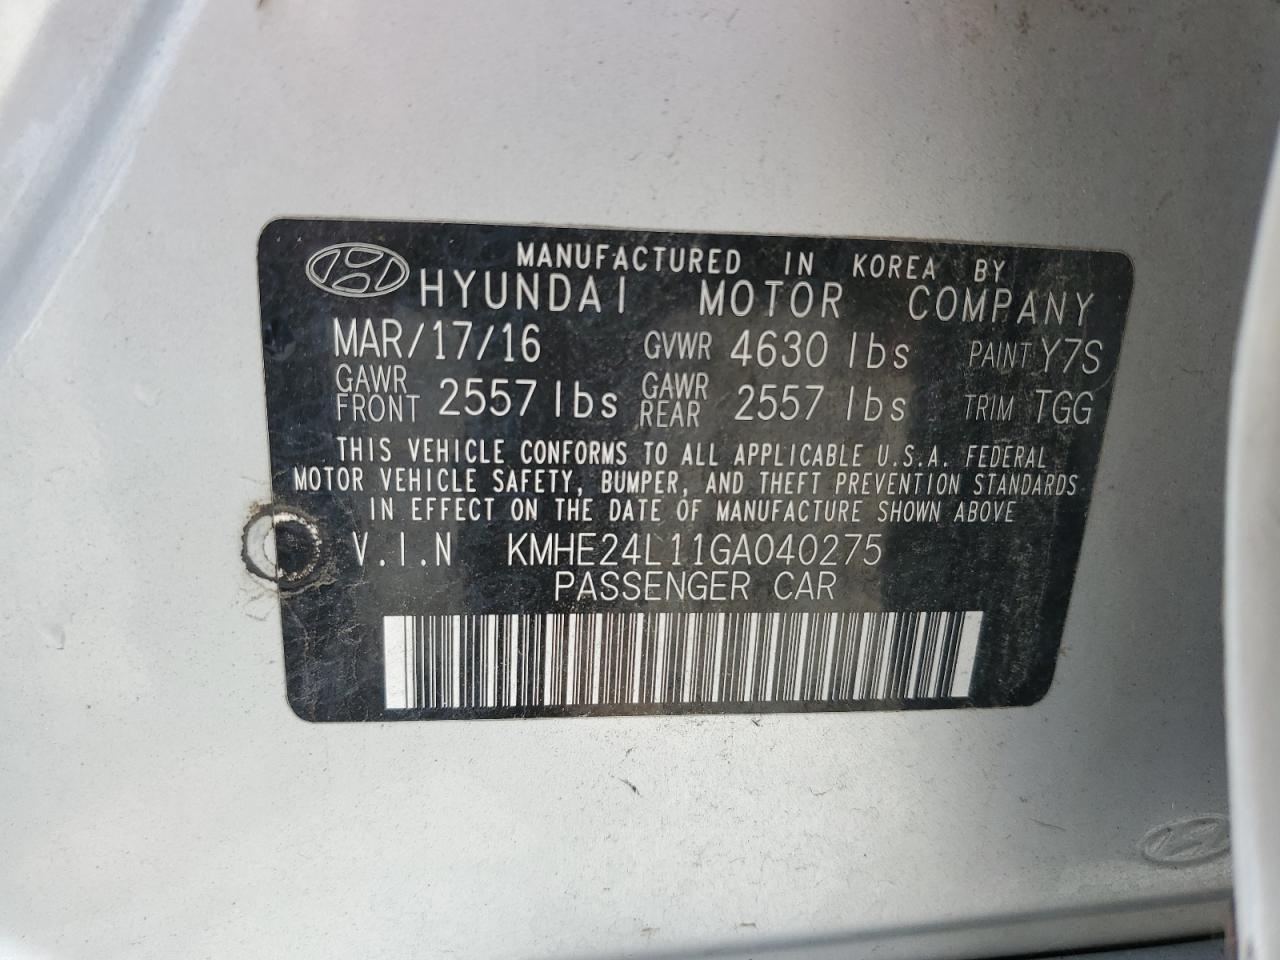 MANUFACTURED IN KOREA BY
HYUNDAI MOTOR COMPANY
MAR/17/16 GVWR 4630 lbs PAINT Y7S
GAWR FRONT 2557 lbs GAWR REAR 2557 lbs TRIM TGG
THIS VEHICLE CONFORMS TO ALL APPLICABLE U.S.A. FEDERAL
MOTOR VEHICLE SAFETY, BUMPER, AND THEFT PREVENTION STANDARDS
IN EFFECT ON THE DATE OF MANUFACTURE SHOWN ABOVE
V.I.N KMHE24L11GA040275
PASSENGER CAR